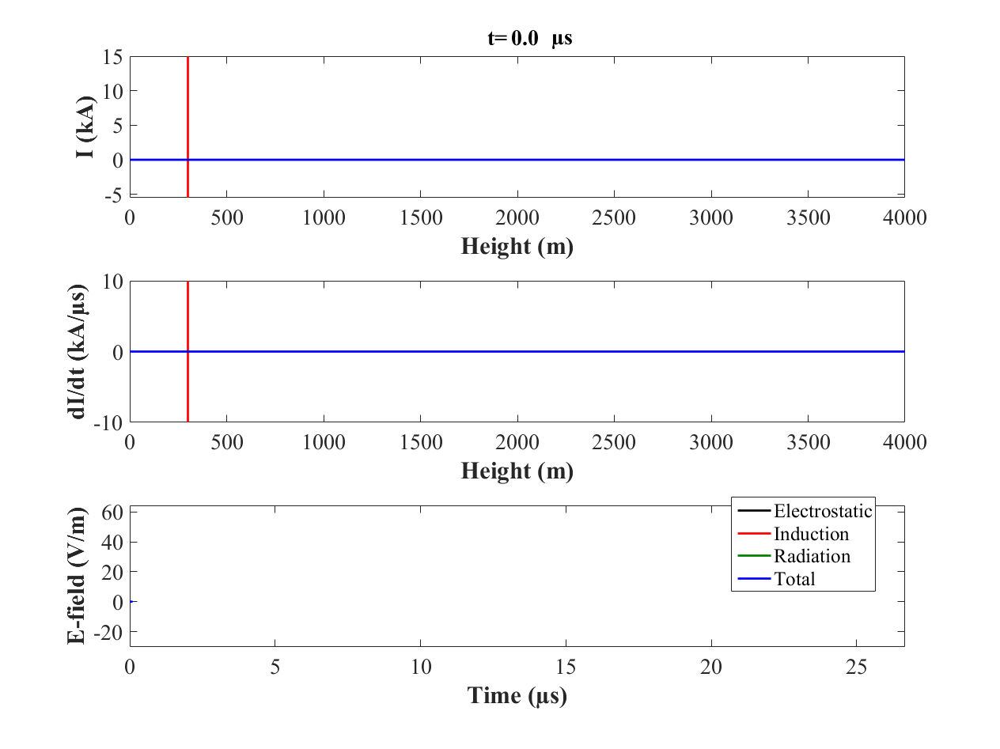 t= 0.0 μs
15
10
5
0
-5
I (kA)
0 500 1000 1500 2000 2500 3000 3500 4000
Height (m)
10
0
-10
dI/dt (kA/μs)
0 500 1000 1500 2000 2500 3000 3500 4000
Height (m)
60
40
20
0
-20
E-field (V/m)
Electrostatic
Induction
Radiation
Total
0 5 10 15 20 25
Time (μs)